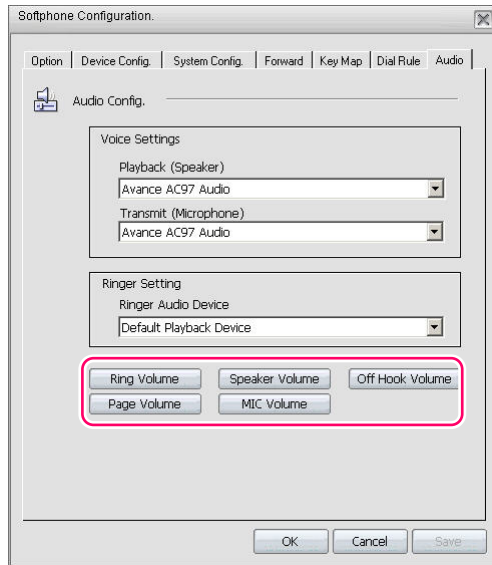 Softphone Configuration.
Option Device Config. System Config. Forward Key Map Dial Rule Audio
Audio Config.
Voice Settings
Playback (Speaker)
Avance AC97 Audio
Transmit (Microphone)
Avance AC97 Audio
Ringer Setting
Ringer Audio Device
Default Playback Device
Ring Volume Speaker Volume Off Hook Volume
Page Volume MIC Volume
OK Cancel Save